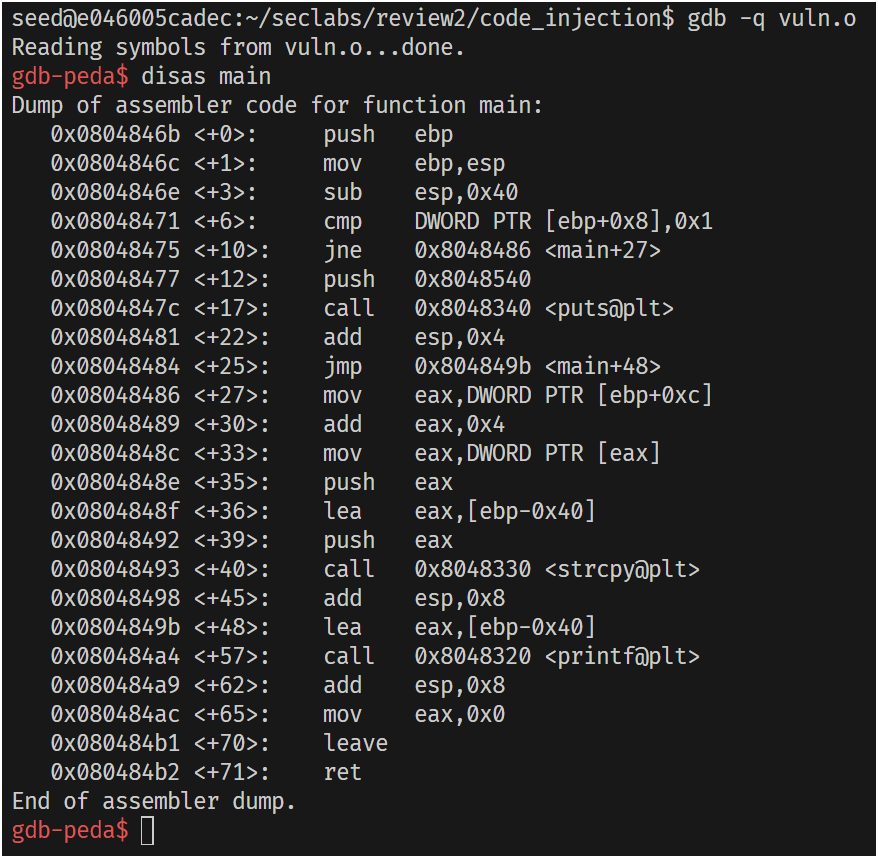 seed@e046005cadec:~/seclabs/review2/code_injection$ gdb -q vuln.o
Reading symbols from vuln.o...done.
gdb-peda$ disas main
Dump of assembler code for function main:
   0x0804846b <+0>:     push   ebp
   0x0804846c <+1>:     mov    ebp,esp
   0x0804846e <+3>:     sub    esp,0x40
   0x08048471 <+6>:     cmp    DWORD PTR [ebp+0x8],0x1
   0x08048475 <+10>:    jne    0x8048486 <main+27>
   0x08048477 <+12>:    push   0x8048540
   0x0804847c <+17>:    call   0x8048340 <puts@plt>
   0x08048481 <+22>:    add    esp,0x4
   0x08048484 <+25>:    jmp    0x804849b <main+48>
   0x08048486 <+27>:    mov    eax,DWORD PTR [ebp+0xc]
   0x08048489 <+30>:    add    eax,0x4
   0x0804848c <+33>:    mov    eax,DWORD PTR [eax]
   0x0804848e <+35>:    push   eax
   0x0804848f <+36>:    lea    eax,[ebp-0x40]
   0x08048492 <+39>:    push   eax
   0x08048493 <+40>:    call   0x8048330 <strcpy@plt>
   0x08048498 <+45>:    add    esp,0x8
   0x0804849b <+48>:    lea    eax,[ebp-0x40]
   0x080484a4 <+57>:    call   0x8048320 <printf@plt>
   0x080484a9 <+62>:    add    esp,0x8
   0x080484ac <+65>:    mov    eax,0x0
   0x080484b1 <+70>:    leave
   0x080484b2 <+71>:    ret
End of assembler dump.
gdb-peda$